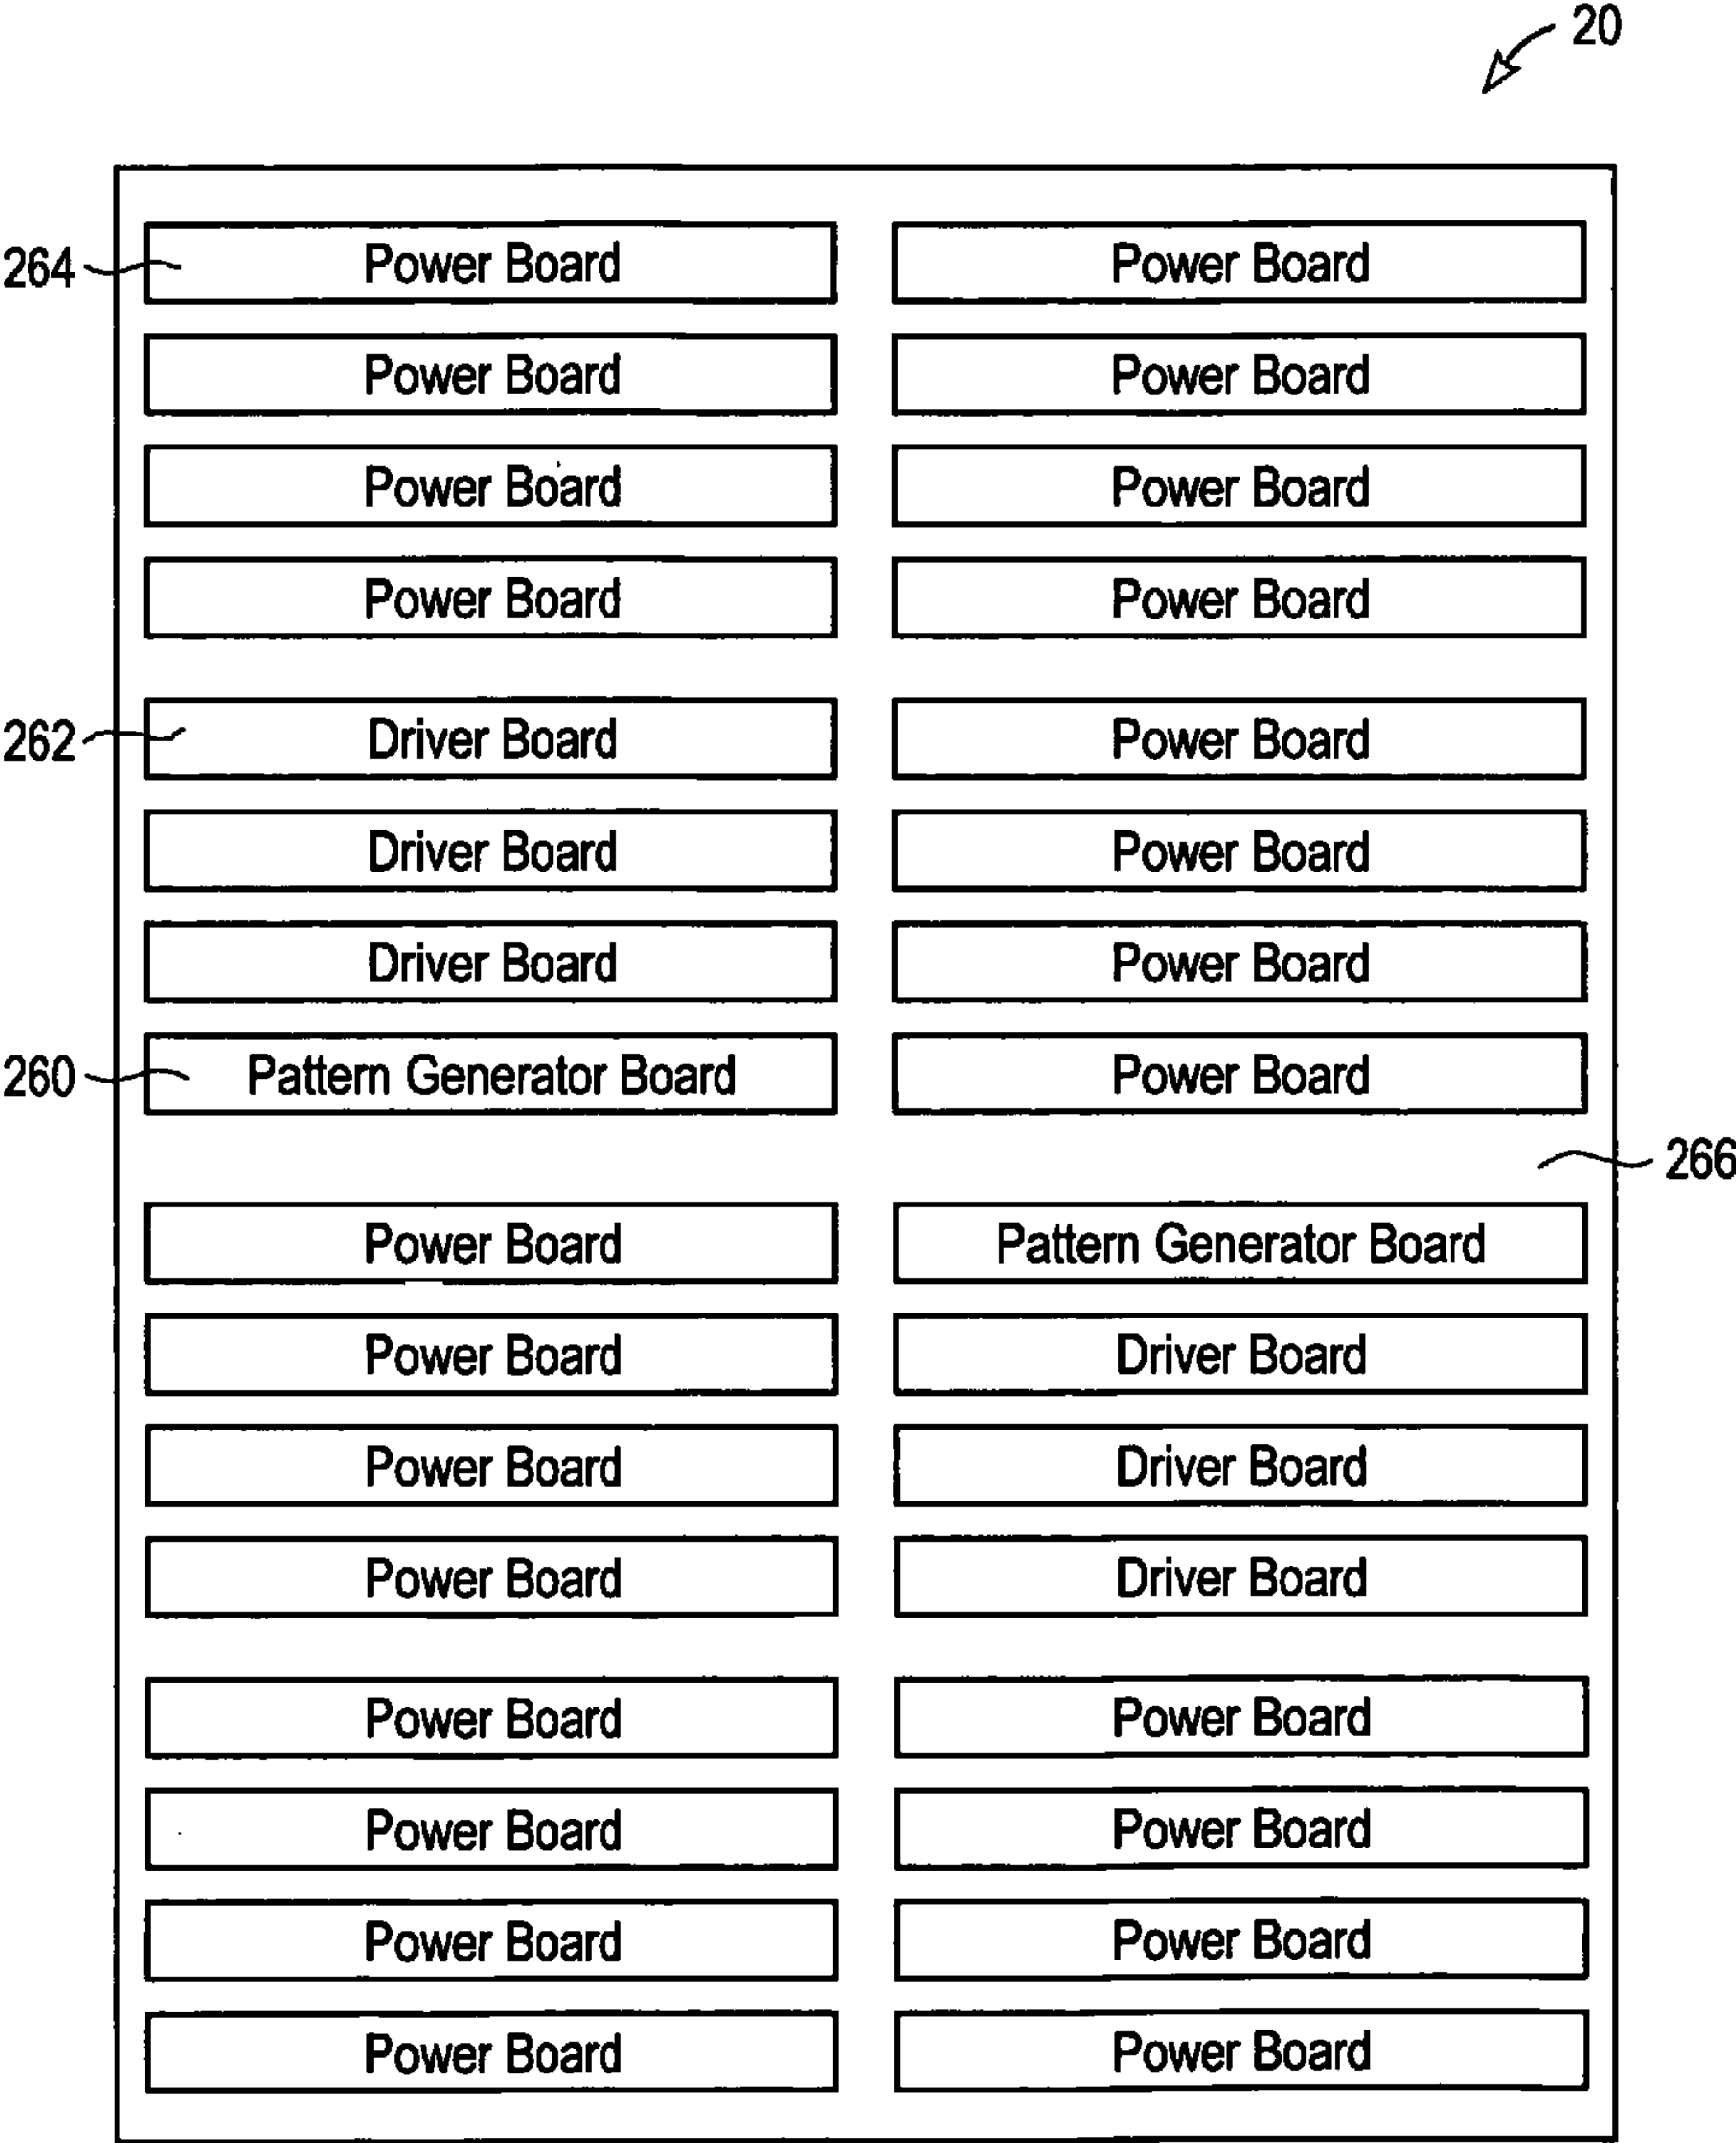 20
264 Power Board Power Board
Power Board Power Board
Power Board Power Board
Power Board Power Board
262 Driver Board Power Board
Driver Board Power Board
Driver Board Power Board
260 Pattern Generator Board Power Board
266
Power Board Pattern Generator Board
Power Board Driver Board
Power Board Driver Board
Power Board Driver Board
Power Board Power Board
Power Board Power Board
Power Board Power Board
Power Board Power Board